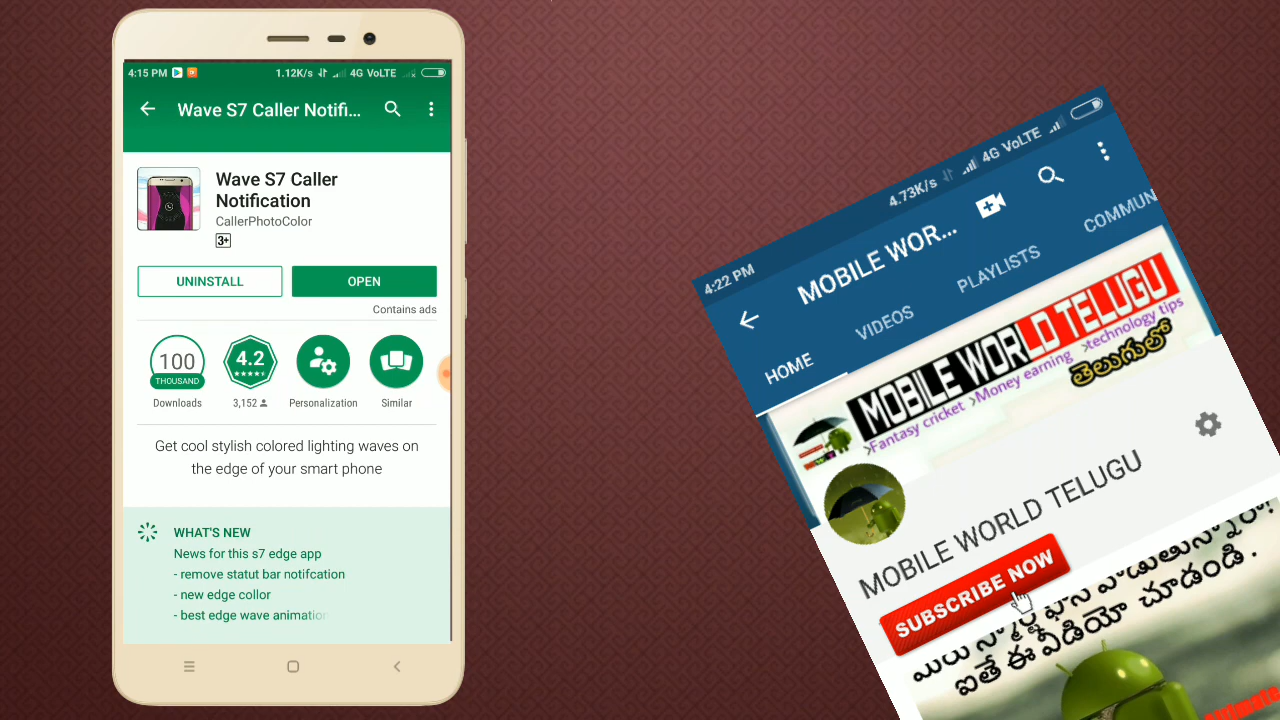 4:15 PM
1.12K/s 4G VoLTE
Wave S7 Caller Notifi...
Wave S7 Caller
Notification
CallerPhotoColor
3+
UNINSTALL
OPEN
Contains ads
100
THOUSAND
Downloads
4.2
3,152
Personalization
Similar
Get cool stylish colored lighting waves on
the edge of your smart phone
WHAT'S NEW
News for this s7 edge app
- remove statut bar notifcation
- new edge collor
- best edge wave animation
4:22 PM
4.73K/s 4G VoLTE
MOBILE WOR...
HOME
VIDEOS
PLAYLISTS
COMMUN
MOBILE WORLD TELUGU
>Fantasy cricket >Money earning >technology tips
తెలుగులో
MOBILE WORLD TELUGU
SUBSCRIBE NOW
మీరు స్మార్ట్ ఫోన్ వాడుతున్నారా!
ఐతే ఈ వీడియో చూడండి.